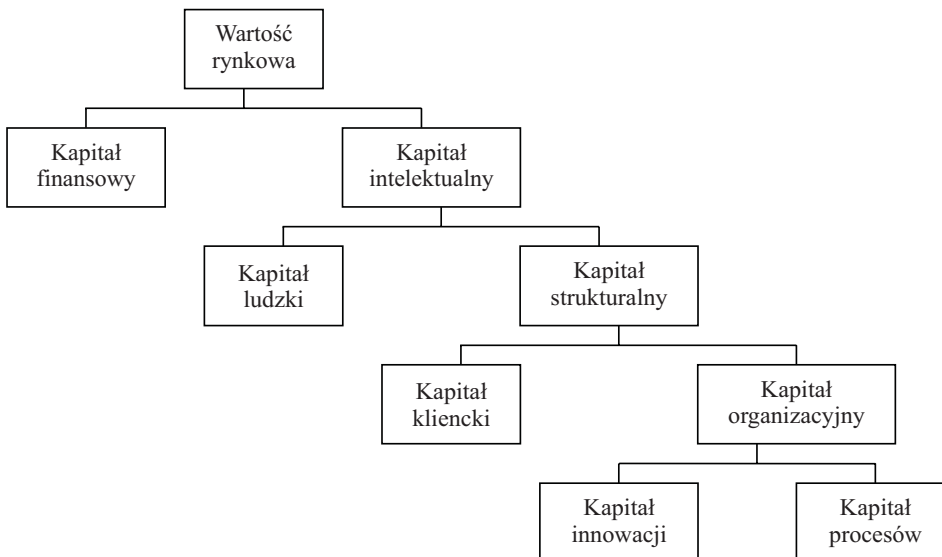 Wartość
rynkowa
Kapitał
finansowy
Kapitał
intelektualny
Kapitał
ludzki
Kapitał
strukturalny
Kapitał
kliencki
Kapitał
organizacyjny
Kapitał
innowacji
Kapitał
procesów